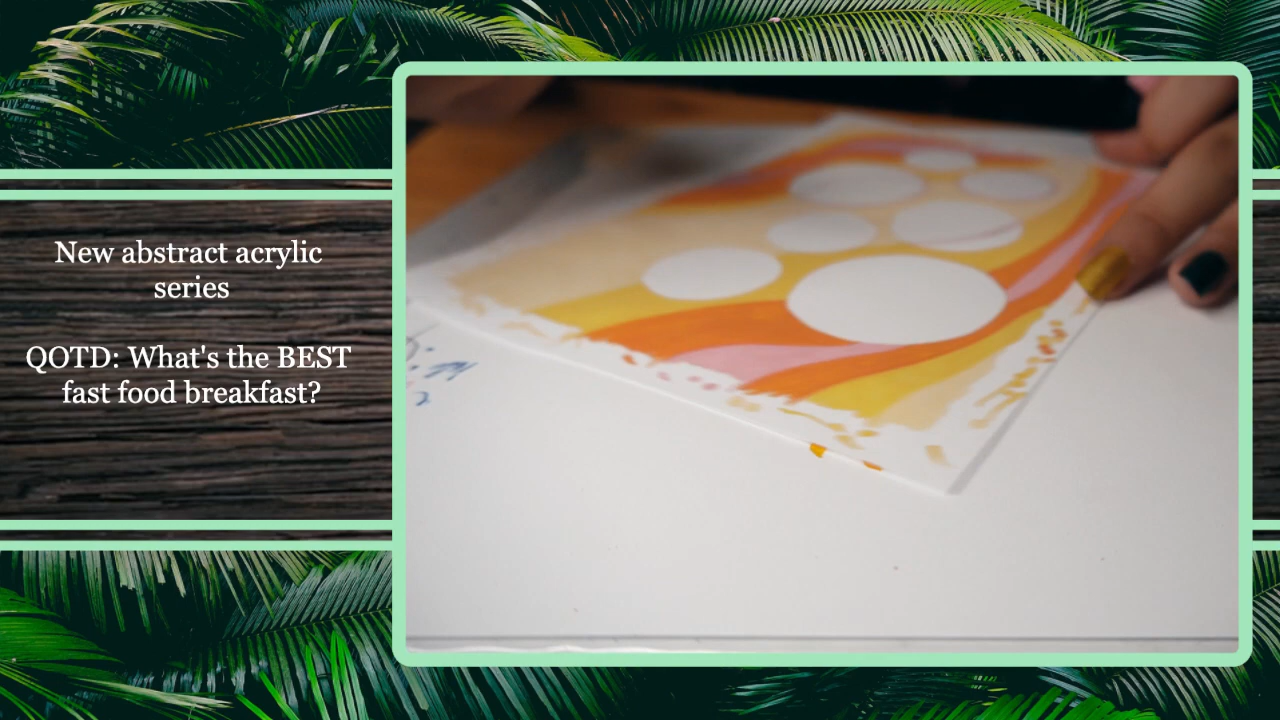 New abstract acrylic
series
QOTD: What's the BEST
fast food breakfast?